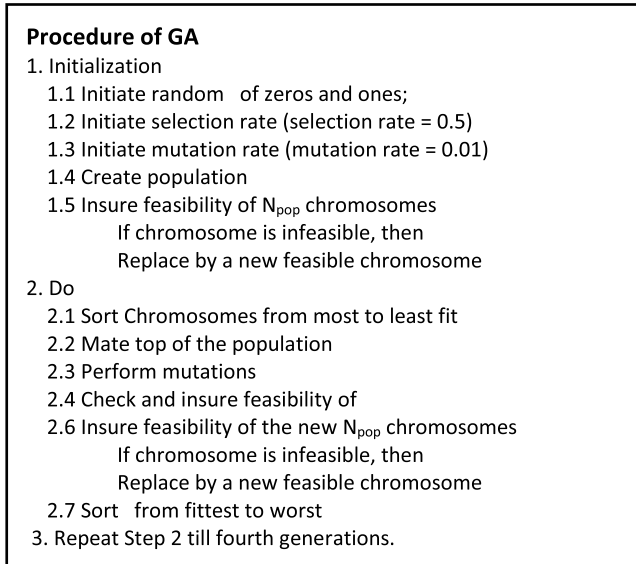 Procedure of GA
1. Initialization
1.1 Initiate random of zeros and ones;
1.2 Initiate selection rate (selection rate = 0.5)
1.3 Initiate mutation rate (mutation rate = 0.01)
1.4 Create population
1.5 Insure feasibility of Npop chromosomes
If chromosome is infeasible, then
Replace by a new feasible chromosome
2. Do
2.1 Sort Chromosomes from most to least fit
2.2 Mate top of the population
2.3 Perform mutations
2.4 Check and insure feasibility of
2.6 Insure feasibility of the new Npop chromosomes
If chromosome is infeasible, then
Replace by a new feasible chromosome
2.7 Sort from fittest to worst
3. Repeat Step 2 till fourth generations.